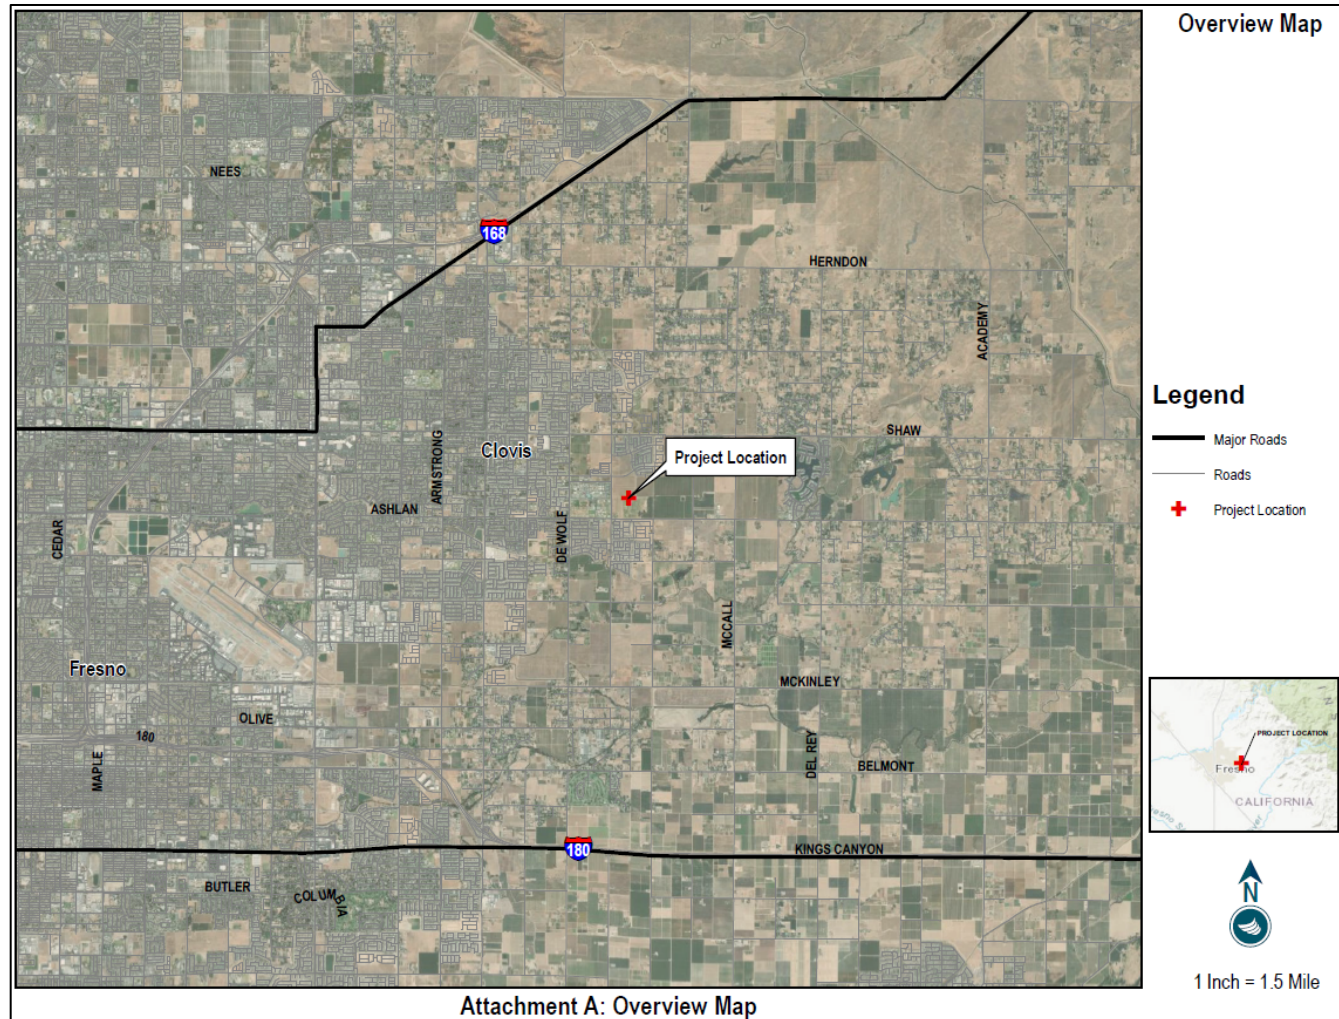 Overview Map
NEES
168
HERNDON
ACADEMY
SHAW
Clovis
ARMSTRONG
Project Location
ASHLAN
CEDAR
DE WOLF
MCCALL
Fresno
MCKINLEY
OLIVE
180
MAPLE
DEL REY
BELMONT
180
KINGS CANYON
BUTLER
COLUMBIA
Legend
Major Roads
Roads
Project Location
PROJECT LOCATION
Fresno
CALIFORNIA
N
1 Inch = 1.5 Mile
Attachment A: Overview Map